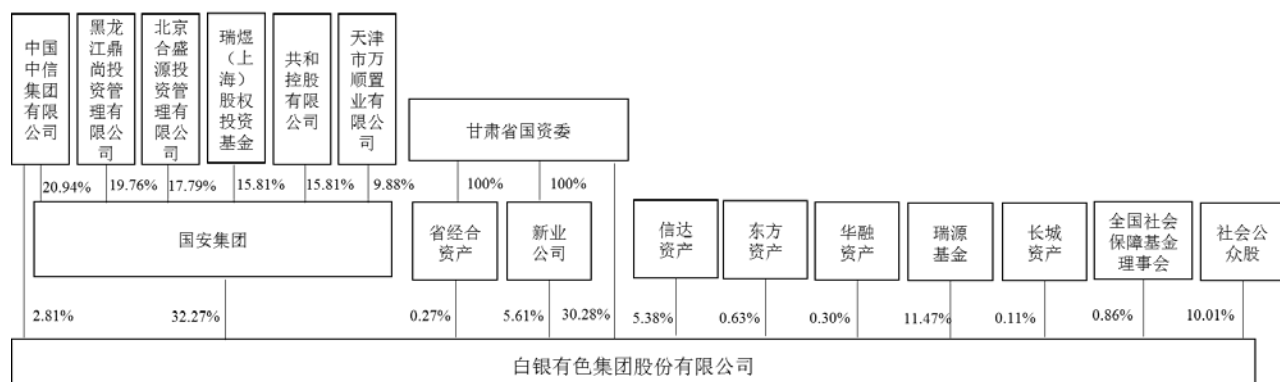 中国
中信
集团
有限
公司
黑龙
江鼎
尚投
资管
理有
限公
司
北京
合盛
源投
资管
理有
限公
司
瑞煜
（上
海）
股权
投资
基金
共和
控股
有限
公司
天津
市万
顺置
业有
限公
司
甘肃省国资委
20.94%
19.76%
17.79%
15.81%
15.81%
9.88%
100%
100%
国安集团
省经合
资产
新业
公司
信达
资产
东方
资产
华融
资产
瑞源
基金
长城
资产
全国社会
保障基金
理事会
社会公
众股
2.81%
32.27%
0.27%
5.61%
30.28%
5.38%
0.63%
0.30%
11.47%
0.11%
0.86%
10.01%
白银有色集团股份有限公司